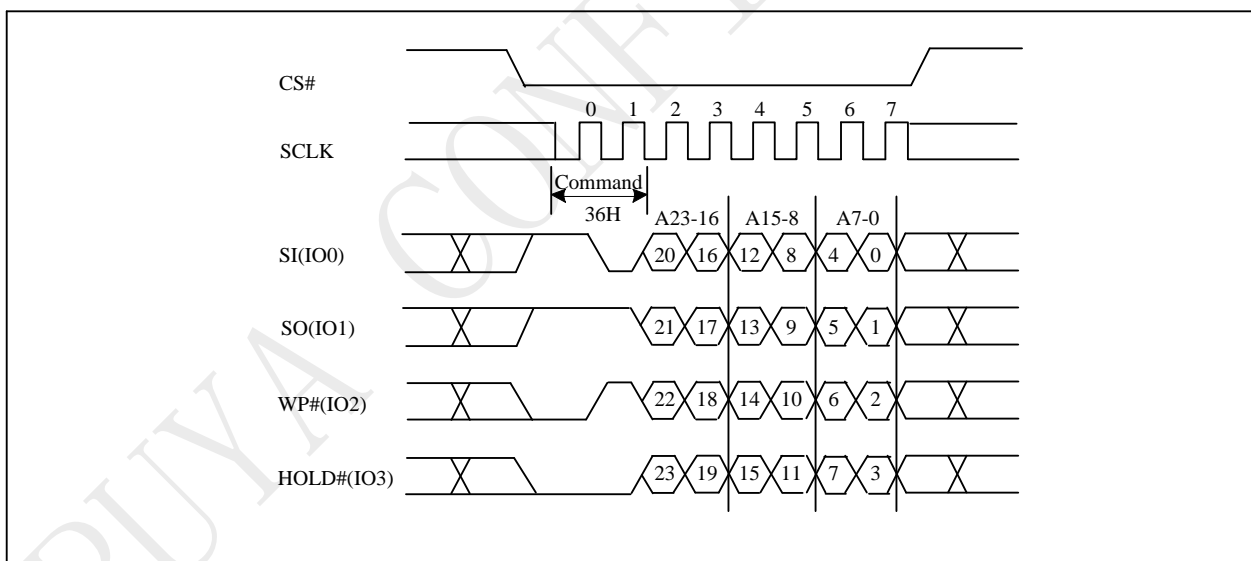 CS#
0 1 2 3 4 5 6 7
SCLK
Command
36H
A23-16 A15-8 A7-0
SI(IO0) 20 16 12 8 4 0
SO(IO1) 21 17 13 9 5 1
WP#(IO2) 22 18 14 10 6 2
HOLD#(IO3) 23 19 15 11 7 3
PUYA CONF